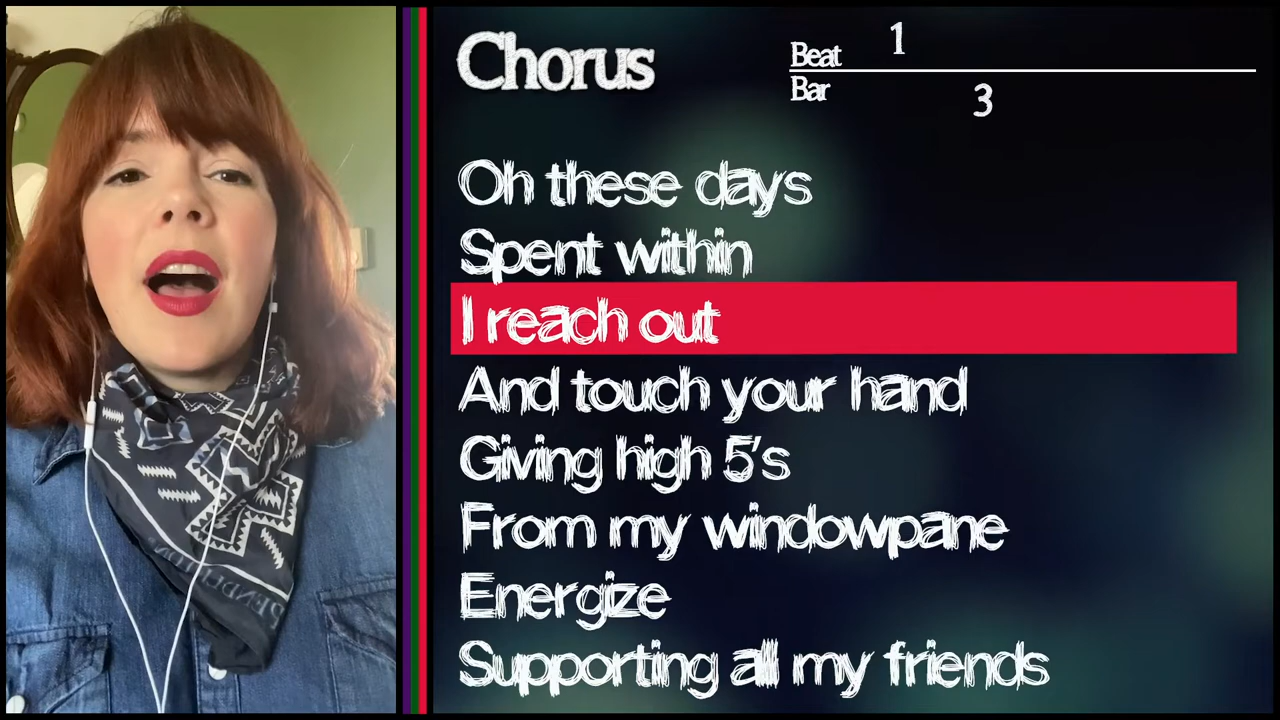 Chorus
Beat 1
Bar 3
Oh these days
Spent within
I reach out
And touch your hand
Giving high 5's
From my windowpane
Energize
Supporting all my friends